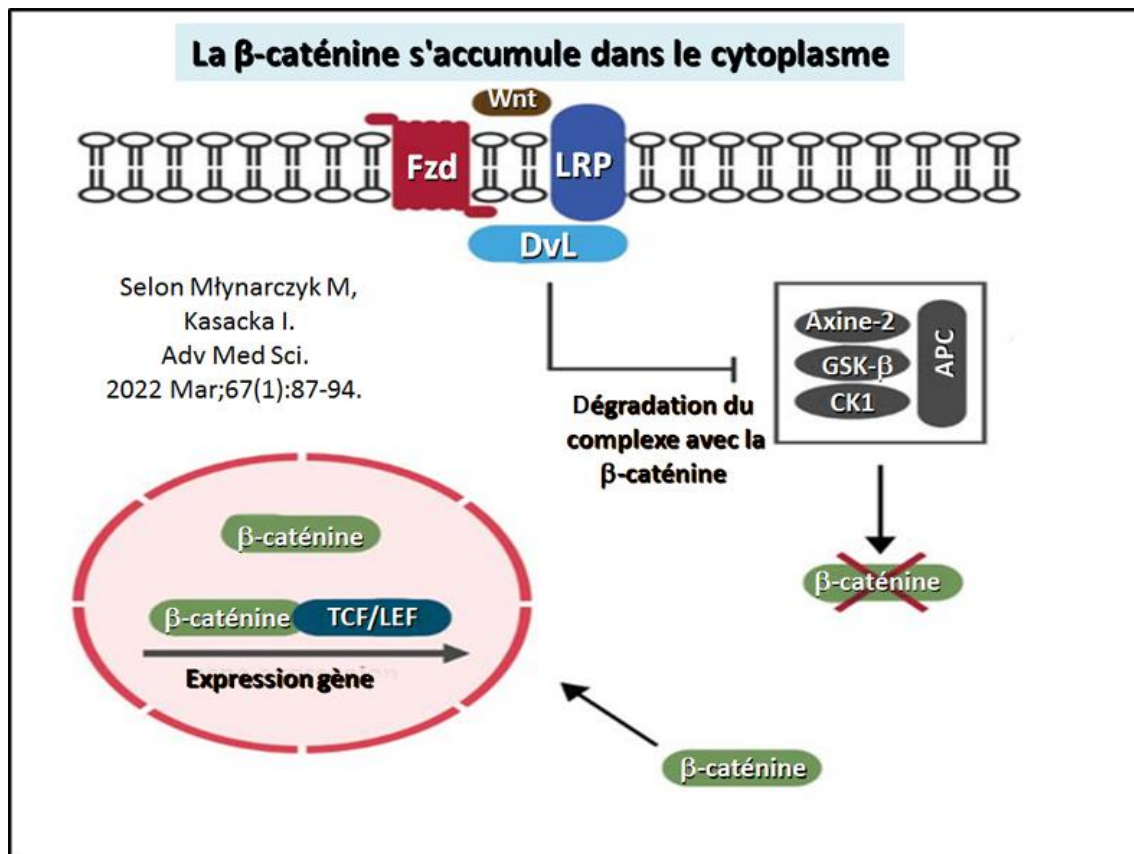 La β-caténine s'accumule dans le cytoplasme
Wnt
Fzd
LRP
DvL
Selon Młynarczyk M,
Kasacka I.
Adv Med Sci.
2022 Mar;67(1):87-94.
Axine-2
GSK-β
CK1
APC
Dégradation du
complexe avec la
β-caténine
β-caténine
β-caténine
β-caténine
TCF/LEF
Expression gène
β-caténine